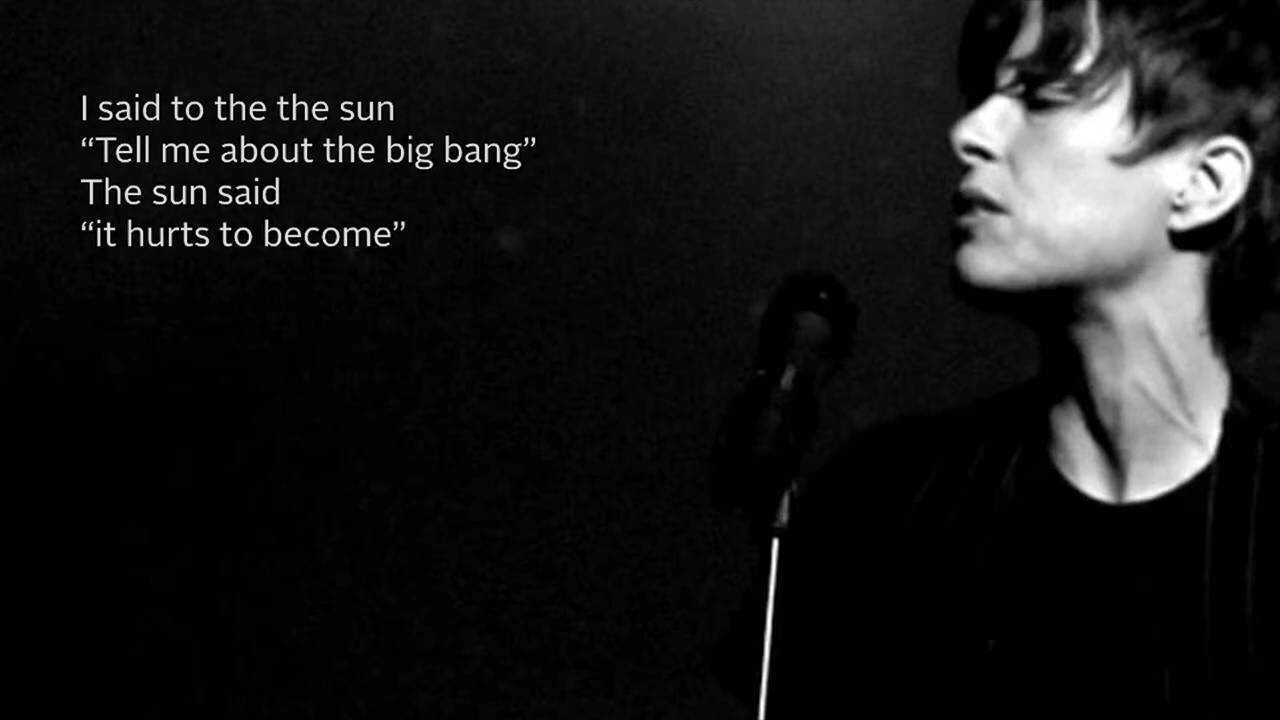 I said to the the sun
“Tell me about the big bang”
The sun said
“it hurts to become”